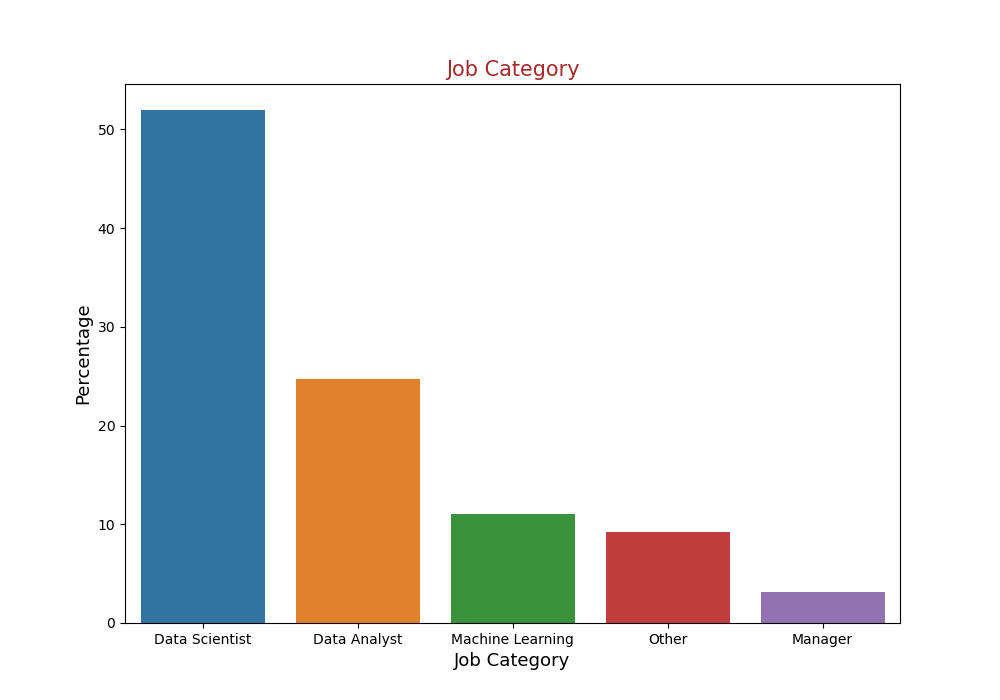 Job Category
50
40
30
20
10
0
Percentage
Data Scientist Data Analyst Machine Learning Other Manager
Job Category